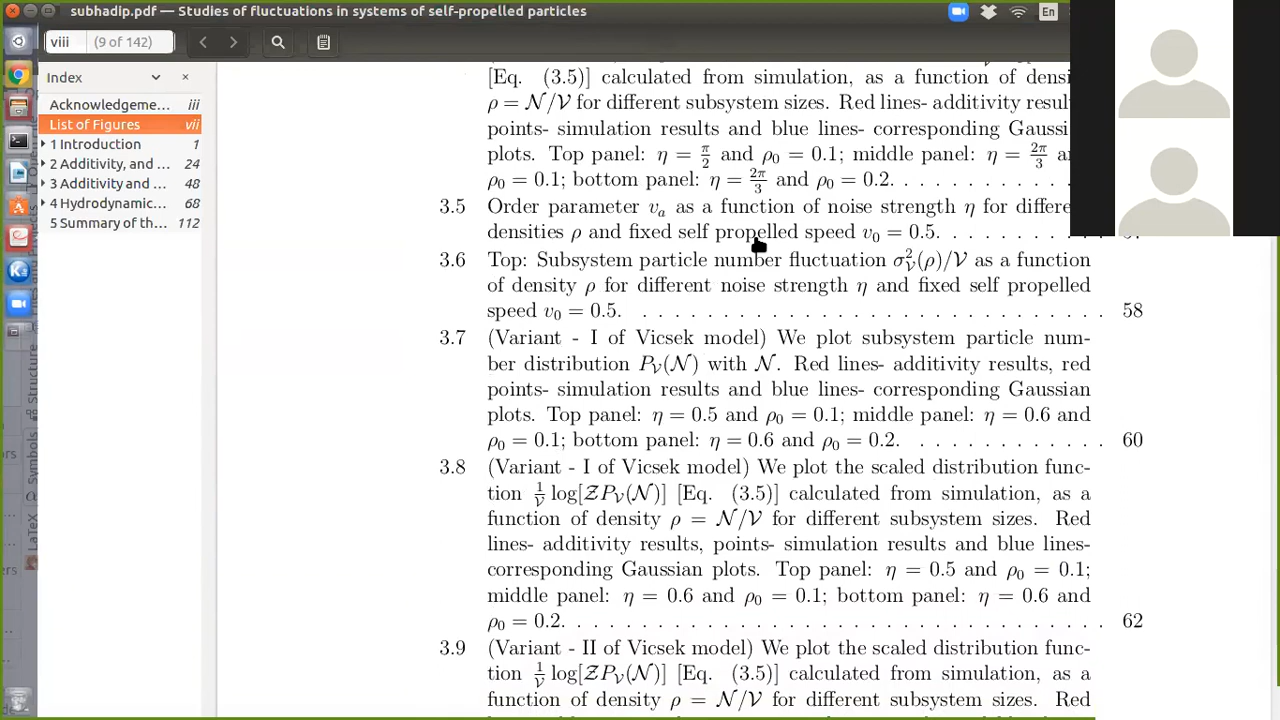 subhadip.pdf — Studies of fluctuations in systems of self-propelled particles
En
viii (9 of 142)
Index
Acknowledgeme... iii
List of Figures vii
1 Introduction 1
2 Additivity, and ... 24
3 Additivity and ... 48
4 Hydrodynamic... 68
5 Summary of th... 112
[Eq. (3.5)] calculated from simulation, as a function of densi
ρ = 𝒩/𝒱 for different subsystem sizes. Red lines- additivity resul
points- simulation results and blue lines- corresponding Gaussi
plots. Top panel: η = π/2 and ρ₀ = 0.1; middle panel: η = 2π/3 an
ρ₀ = 0.1; bottom panel: η = 2π/3 and ρ₀ = 0.2. . . . . . . . . . .
3.5 Order parameter vₐ as a function of noise strength η for differe
densities ρ and fixed self propelled speed v₀ = 0.5. . . . . . . . . .
3.6 Top: Subsystem particle number fluctuation σ²_𝒱(ρ)/𝒱 as a function
of density ρ for different noise strength η and fixed self propelled
speed v₀ = 0.5. . . . . . . . . . . . . . . . . . . . . . . . . . . 58
3.7 (Variant - I of Vicsek model) We plot subsystem particle num-
ber distribution P_𝒱(𝒩) with 𝒩. Red lines- additivity results, red
points- simulation results and blue lines- corresponding Gaussian
plots. Top panel: η = 0.5 and ρ₀ = 0.1; middle panel: η = 0.6 and
ρ₀ = 0.1; bottom panel: η = 0.6 and ρ₀ = 0.2. . . . . . . . . . . 60
3.8 (Variant - I of Vicsek model) We plot the scaled distribution func-
tion 1/𝒱 log[𝒵P_𝒱(𝒩)] [Eq. (3.5)] calculated from simulation, as a
function of density ρ = 𝒩/𝒱 for different subsystem sizes. Red
lines- additivity results, points- simulation results and blue lines-
corresponding Gaussian plots. Top panel: η = 0.5 and ρ₀ = 0.1;
middle panel: η = 0.6 and ρ₀ = 0.1; bottom panel: η = 0.6 and
ρ₀ = 0.2. . . . . . . . . . . . . . . . . . . . . . . . . . . . . . 62
3.9 (Variant - II of Vicsek model) We plot the scaled distribution func-
tion 1/𝒱 log[𝒵P_𝒱(𝒩)] [Eq. (3.5)] calculated from simulation, as a
function of density ρ = 𝒩/𝒱 for different subsystem sizes. Red